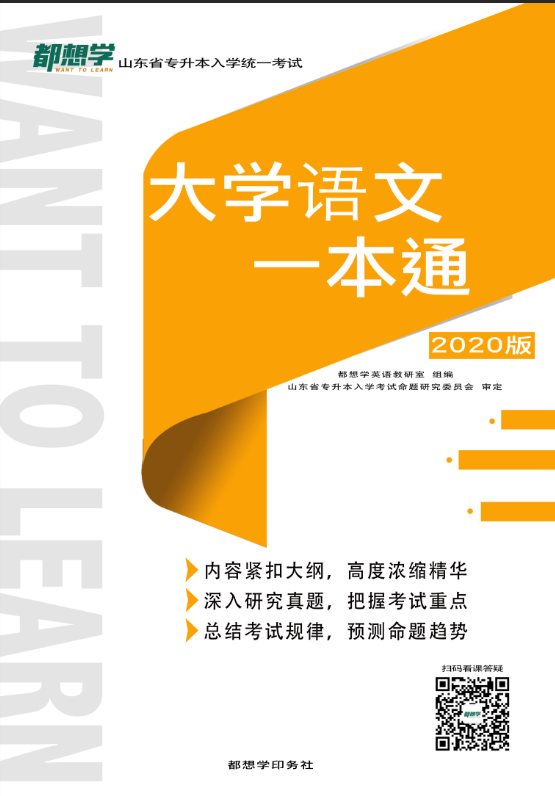 都想学
WANT TO LEARN
山东省专升本入学统一考试
WANT TO LEARN
大学语文
一本通
2020版
都想学英语教研室 组编
山东省专升本入学考试命题研究委员会 审定
内容紧扣大纲，高度浓缩精华
深入研究真题，把握考试重点
总结考试规律，预测命题趋势
扫码看课答疑
都想学
都想学印务社